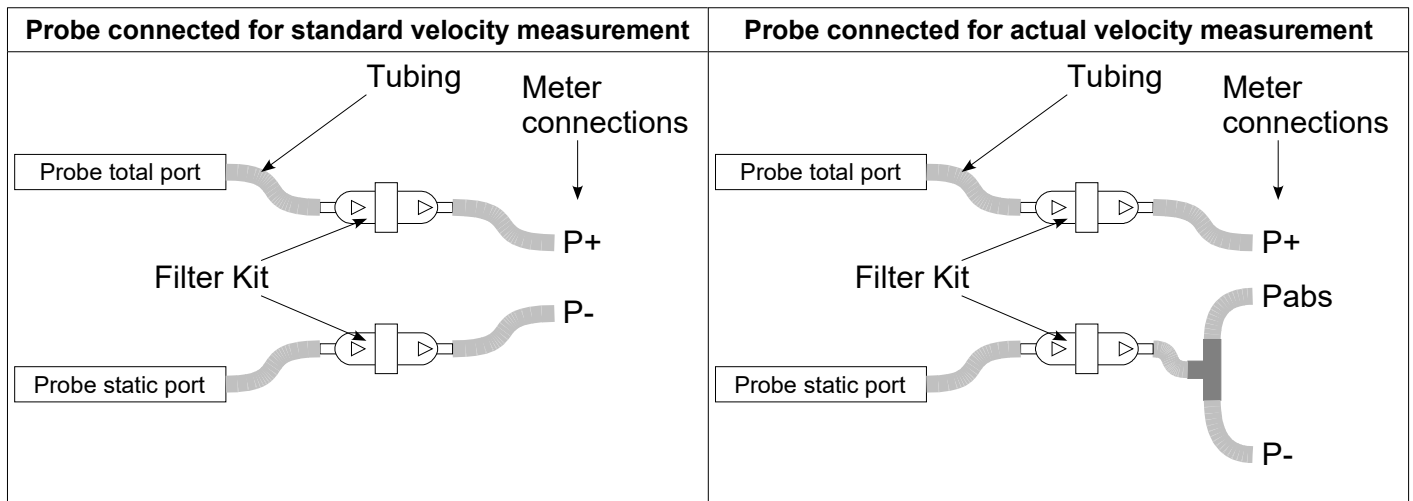 Probe connected for standard velocity measurement
Tubing
Meter
connections
Probe total port
P+
Filter Kit
P-
Probe static port
Probe connected for actual velocity measurement
Tubing
Meter
connections
Probe total port
P+
Filter Kit
Pabs
Probe static port
P-